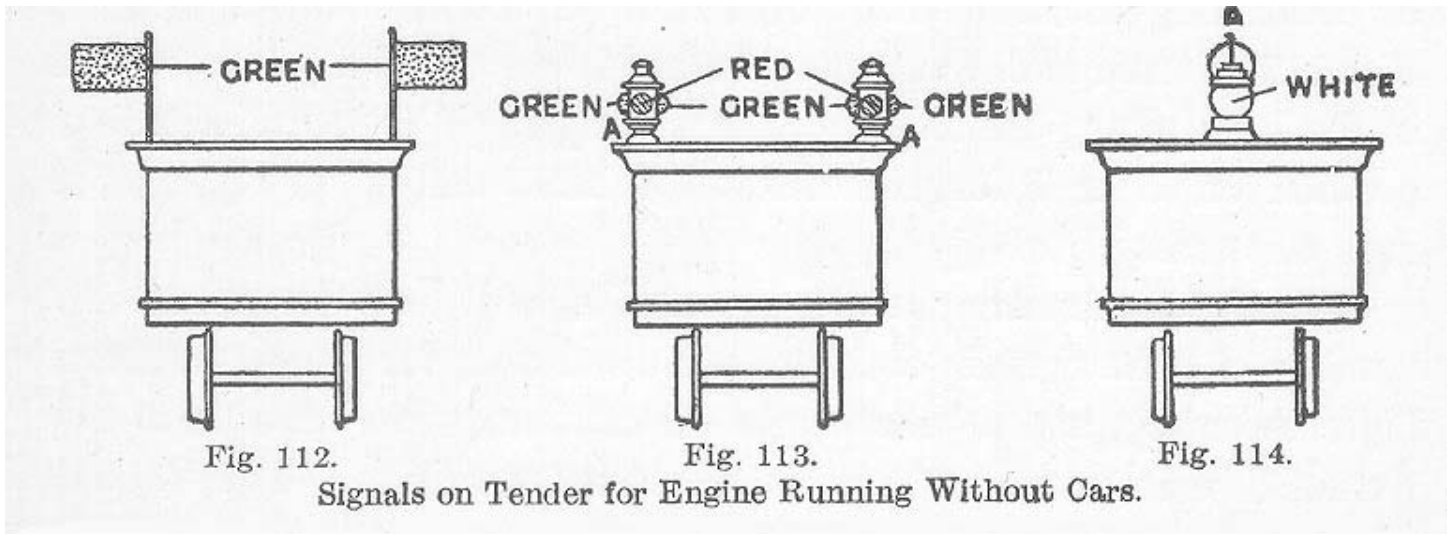 GREEN
RED
GREEN GREEN GREEN
A A
WHITE
Fig. 112. Fig. 113. Fig. 114.
Signals on Tender for Engine Running Without Cars.